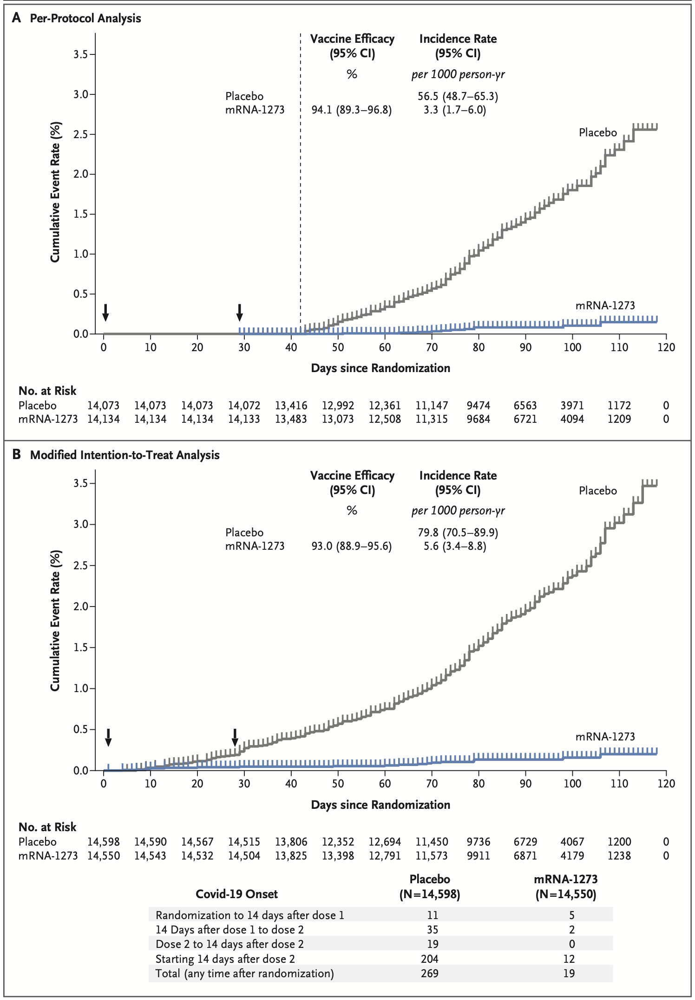 A Per-Protocol Analysis
Vaccine Efficacy (95% CI) Incidence Rate (95% CI)
% per 1000 person-yr
Placebo 56.5 (48.7–65.3)
mRNA-1273 94.1 (89.3–96.8) 3.3 (1.7–6.0)
Cumulative Event Rate (%)
3.5
3.0
2.5
2.0
1.5
1.0
0.5
0.0
Placebo
mRNA-1273
0 10 20 30 40 50 60 70 80 90 100 110 120
Days since Randomization
No. at Risk
Placebo 14,073 14,073 14,073 14,072 13,416 12,992 12,361 11,147 9474 6563 3971 1172 0
mRNA-1273 14,134 14,134 14,134 14,133 13,483 13,073 12,508 11,315 9684 6721 4094 1209 0
B Modified Intention-to-Treat Analysis
Vaccine Efficacy (95% CI) Incidence Rate (95% CI)
% per 1000 person-yr
Placebo 79.8 (70.5–89.9)
mRNA-1273 93.0 (88.9–95.6) 5.6 (3.4–8.8)
Cumulative Event Rate (%)
3.5
3.0
2.5
2.0
1.5
1.0
0.5
0.0
Placebo
mRNA-1273
0 10 20 30 40 50 60 70 80 90 100 110 120
Days since Randomization
No. at Risk
Placebo 14,598 14,590 14,567 14,515 13,806 12,352 12,694 11,450 9736 6729 4067 1200 0
mRNA-1273 14,550 14,543 14,532 14,504 13,825 13,398 12,791 11,573 9911 6871 4179 1238 0
Covid-19 Onset Placebo (N=14,598) mRNA-1273 (N=14,550)
Randomization to 14 days after dose 1 11 5
14 Days after dose 1 to dose 2 35 2
Dose 2 to 14 days after dose 2 19 0
Starting 14 days after dose 2 204 12
Total (any time after randomization) 269 19